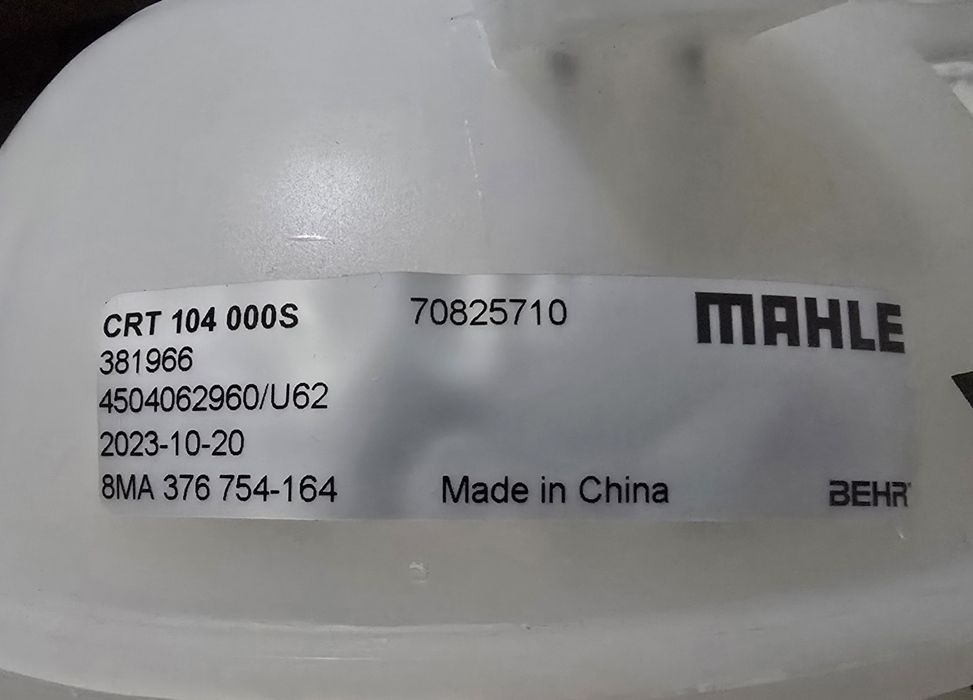 CRT 104 000S 70825710 MAHLE
381966
4504062960/U62
2023-10-20
8MA 376 754-164 Made in China BEHR